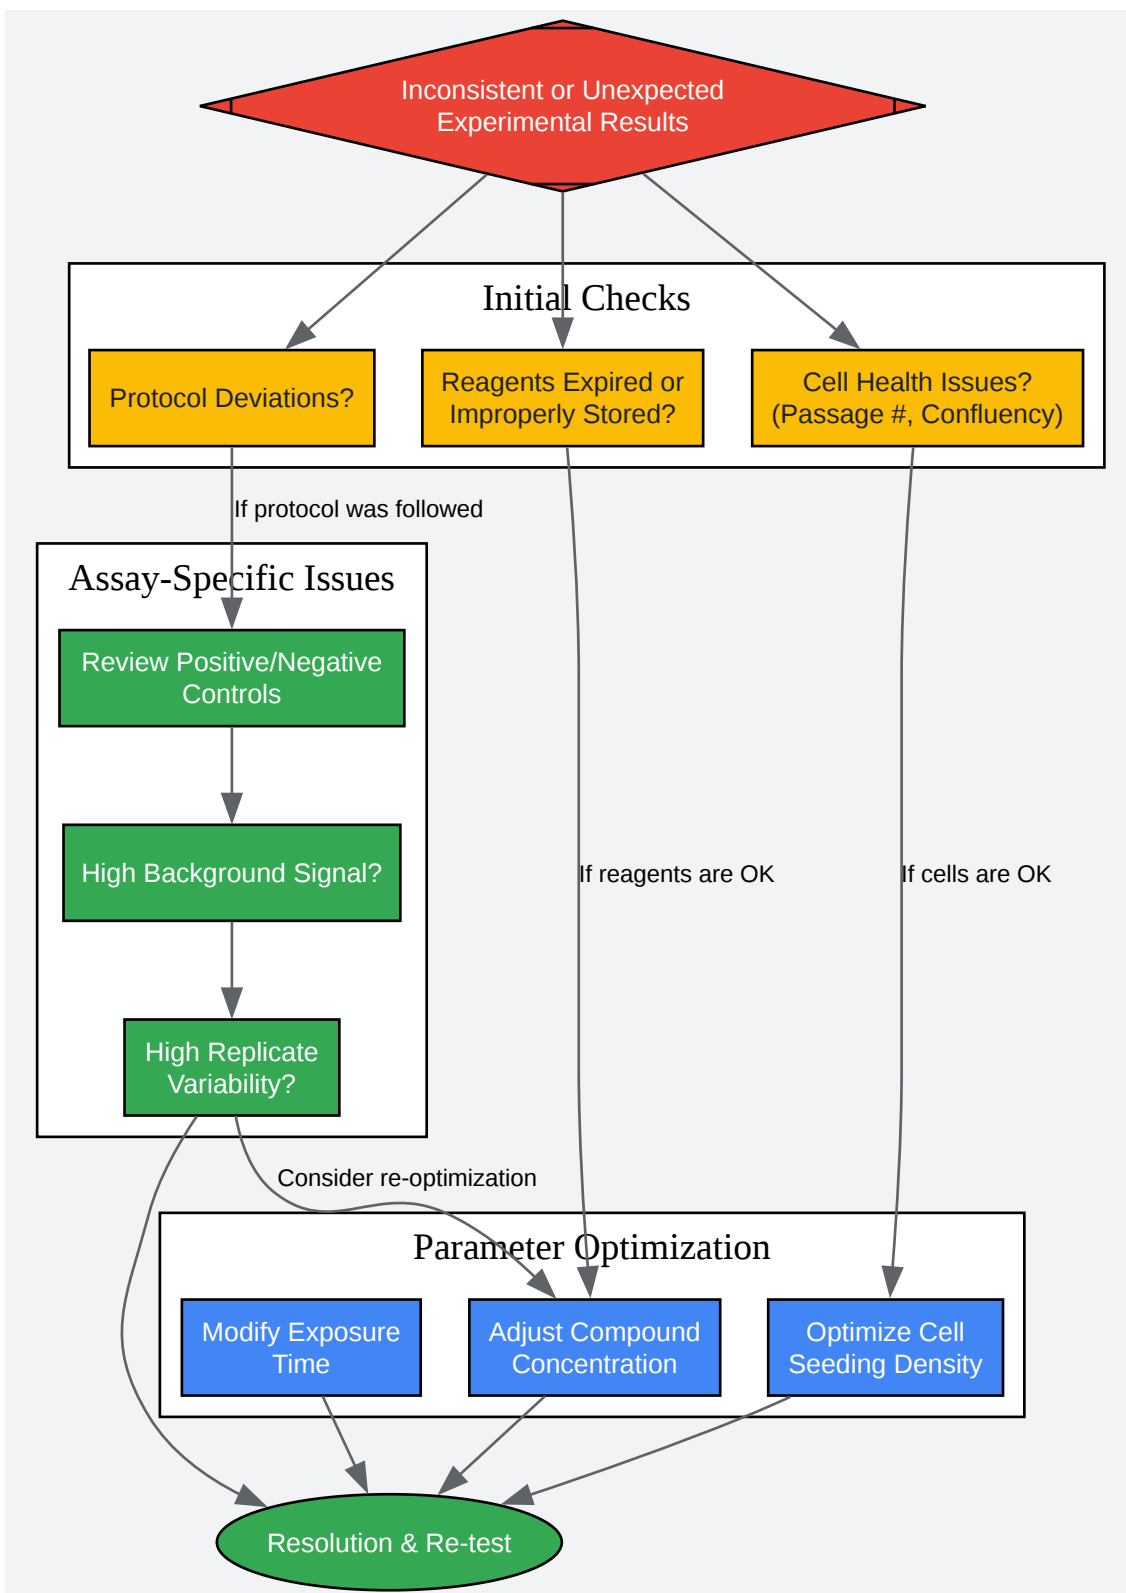 Inconsistent or Unexpected
Experimental Results
Initial Checks
Protocol Deviations?
Reagents Expired or
Improperly Stored?
Cell Health Issues?
(Passage #, Confluency)
If protocol was followed
Assay-Specific Issues
Review Positive/Negative
Controls
High Background Signal?
If reagents are OK
If cells are OK
High Replicate
Variability?
Consider re-optimization
Parameter Optimization
Modify Exposure
Time
Adjust Compound
Concentration
Optimize Cell
Seeding Density
Resolution & Re-test